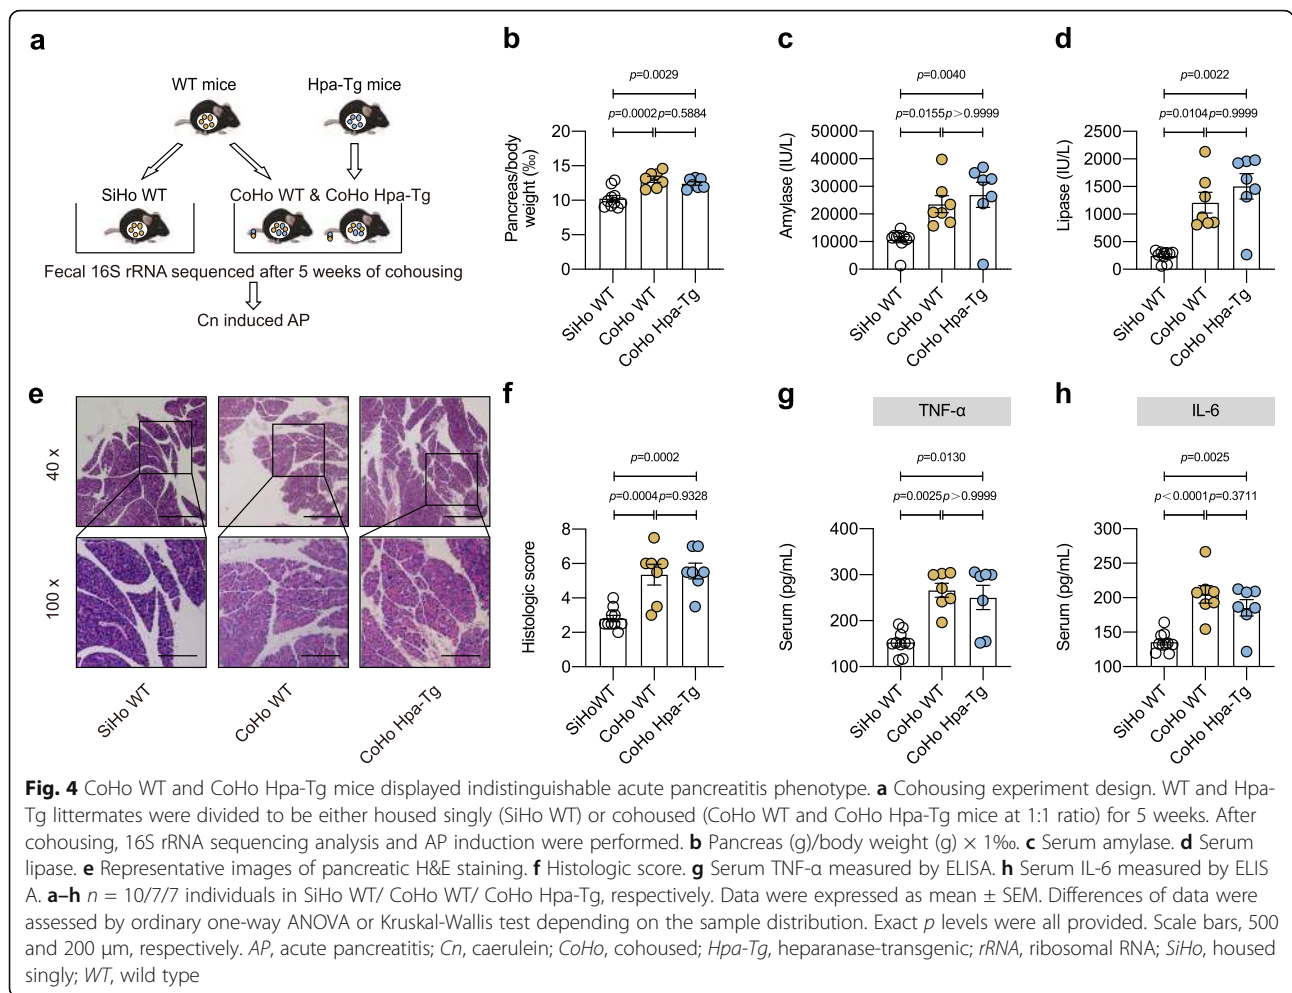 a
WT mice
Hpa-Tg mice
SiHo WT
CoHo WT & CoHo Hpa-Tg
Fecal 16S rRNA sequenced after 5 weeks of cohousing
Cn induced AP
b
p=0.0029
p=0.0002
p=0.5884
Pancreas/body
weight (‰)
20
15
10
5
0
SiHo WT
CoHo WT
CoHo Hpa-Tg
c
p=0.0040
p=0.0155
p>0.9999
Amylase (IU/L)
50000
40000
30000
20000
10000
0
SiHo WT
CoHo WT
CoHo Hpa-Tg
d
p=0.0022
p=0.0104
p=0.9999
Lipase (IU/L)
2500
2000
1500
1000
500
0
SiHo WT
CoHo WT
CoHo Hpa-Tg
e
40 x
100 x
SiHo WT
CoHo WT
CoHo Hpa-Tg
f
p=0.0002
p=0.0004
p=0.9328
Histologic score
8
6
4
2
0
SiHoWT
CoHo WT
CoHo Hpa-Tg
g
TNF-α
p=0.0130
p=0.0025
p>0.9999
Serum (pg/mL)
400
300
200
100
SiHo WT
CoHo WT
CoHo Hpa-Tg
h
IL-6
p=0.0025
p<0.0001
p=0.3711
Serum (pg/mL)
300
250
200
150
100
SiHo WT
CoHo WT
CoHo Hpa-Tg
Fig. 4 CoHo WT and CoHo Hpa-Tg mice displayed indistinguishable acute pancreatitis phenotype. a Cohousing experiment design. WT and Hpa-
Tg littermates were divided to be either housed singly (SiHo WT) or cohoused (CoHo WT and CoHo Hpa-Tg mice at 1:1 ratio) for 5 weeks. After
cohousing, 16S rRNA sequencing analysis and AP induction were performed. b Pancreas (g)/body weight (g) × 1‰. c Serum amylase. d Serum
lipase. e Representative images of pancreatic H&E staining. f Histologic score. g Serum TNF-α measured by ELISA. h Serum IL-6 measured by ELIS
A. a–h n = 10/7/7 individuals in SiHo WT/ CoHo WT/ CoHo Hpa-Tg, respectively. Data were expressed as mean ± SEM. Differences of data were
assessed by ordinary one-way ANOVA or Kruskal-Wallis test depending on the sample distribution. Exact p levels were all provided. Scale bars, 500
and 200 μm, respectively. AP, acute pancreatitis; Cn, caerulein; CoHo, cohoused; Hpa-Tg, heparanase-transgenic; rRNA, ribosomal RNA; SiHo, housed
singly; WT, wild type